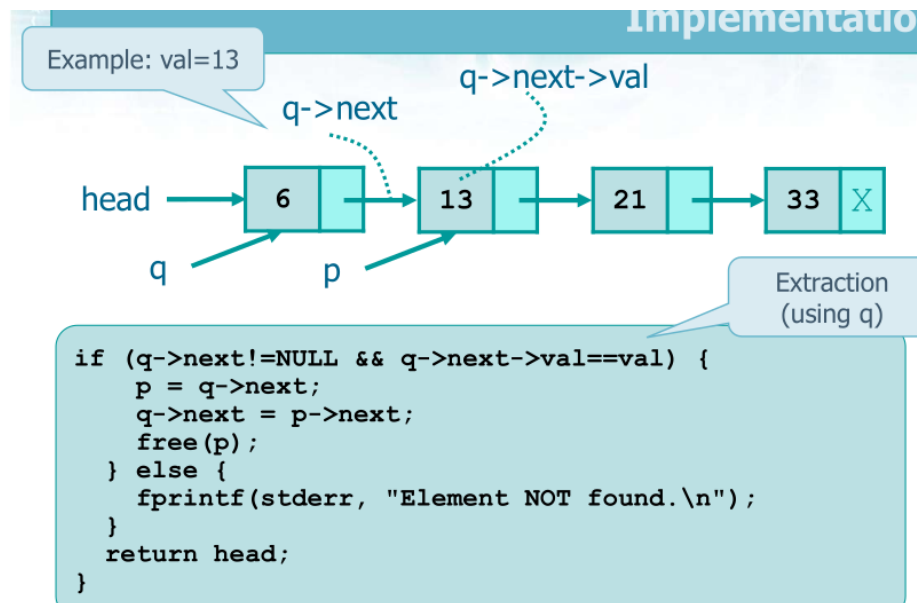 Implementatio
Example: val=13
q->next->val
q->next
head 6 13 21 33 X
q p
Extraction
(using q)
if (q->next!=NULL && q->next->val==val) {
    p = q->next;
    q->next = p->next;
    free(p);
  } else {
    fprintf(stderr, "Element NOT found.\n");
  }
  return head;
}